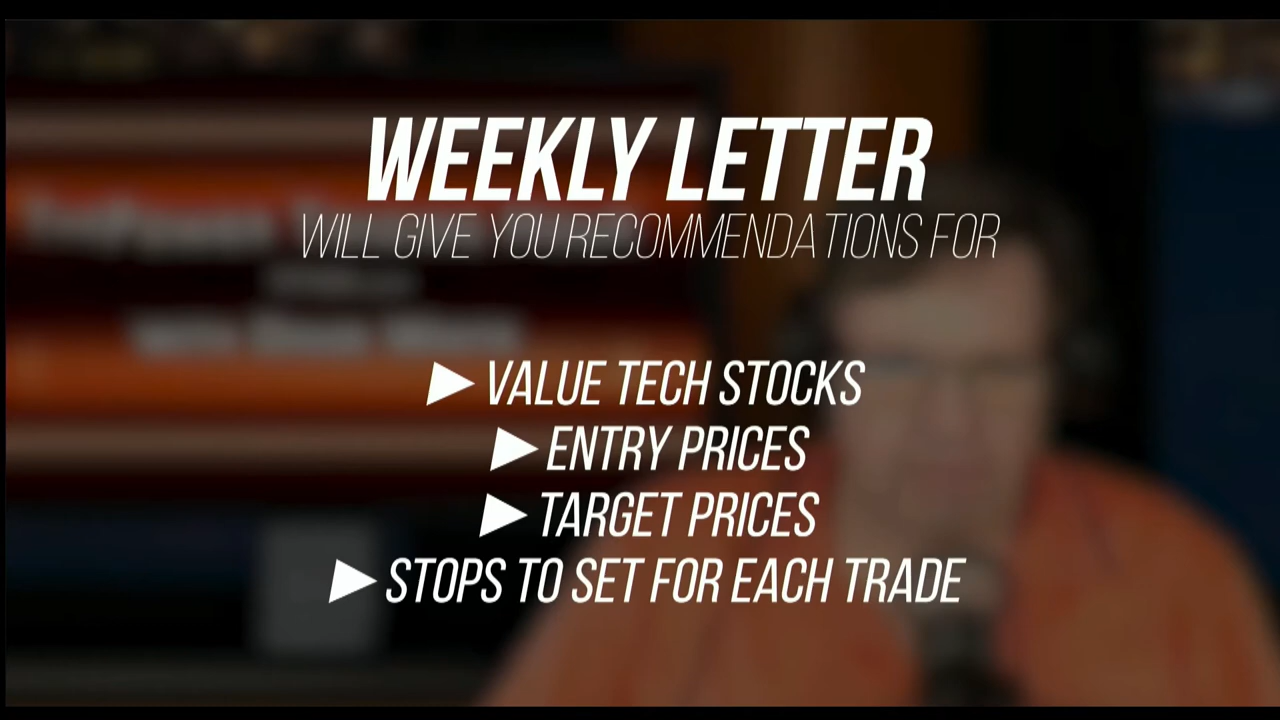 WEEKLY LETTER
WILL GIVE YOU RECOMMENDATIONS FOR
► VALUE TECH STOCKS
► ENTRY PRICES
► TARGET PRICES
► STOPS TO SET FOR EACH TRADE